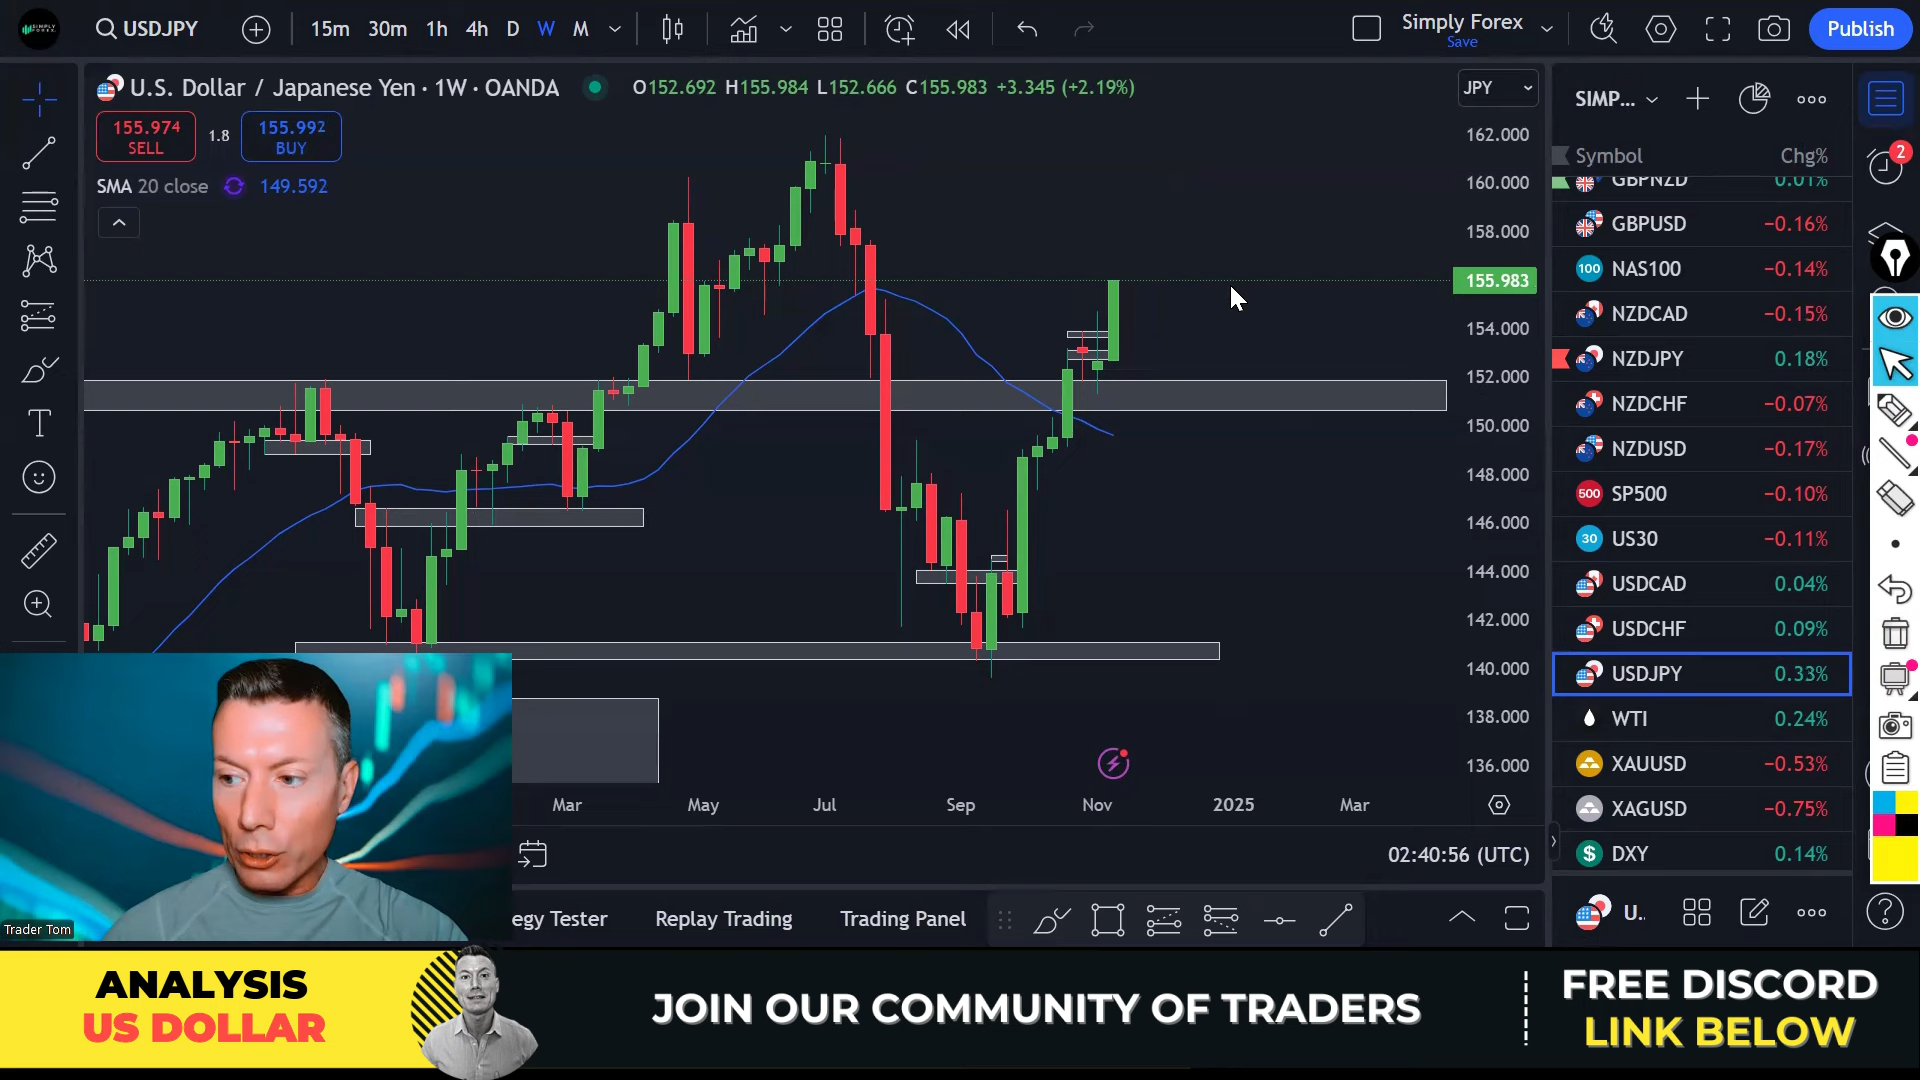 USDJPY
15m 30m 1h 4h D W M
Simply Forex
Save
Publish
U.S. Dollar / Japanese Yen · 1W · OANDA
O152.692 H155.984 L152.666 C155.983 +3.345 (+2.19%)
JPY
155.974
SELL
1.8
155.992
BUY
SMA 20 close 149.592
162.000
160.000
158.000
155.983
154.000
152.000
150.000
148.000
146.000
144.000
142.000
140.000
138.000
136.000
Mar May Jul Sep Nov 2025 Mar
02:40:56 (UTC)
SIMP...
Symbol Chg%
GBPNZD 0.01%
GBPUSD −0.16%
100 NAS100 −0.14%
NZDCAD −0.15%
NZDJPY 0.18%
NZDCHF −0.07%
NZDUSD −0.17%
500 SP500 −0.10%
30 US30 −0.11%
USDCAD 0.04%
USDCHF 0.09%
USDJPY 0.33%
WTI 0.24%
XAUUSD −0.53%
XAGUSD −0.75%
$ DXY 0.14%
U..
2
Trader Tom
egy Tester Replay Trading Trading Panel
ANALYSIS
US DOLLAR
JOIN OUR COMMUNITY OF TRADERS
FREE DISCORD
LINK BELOW